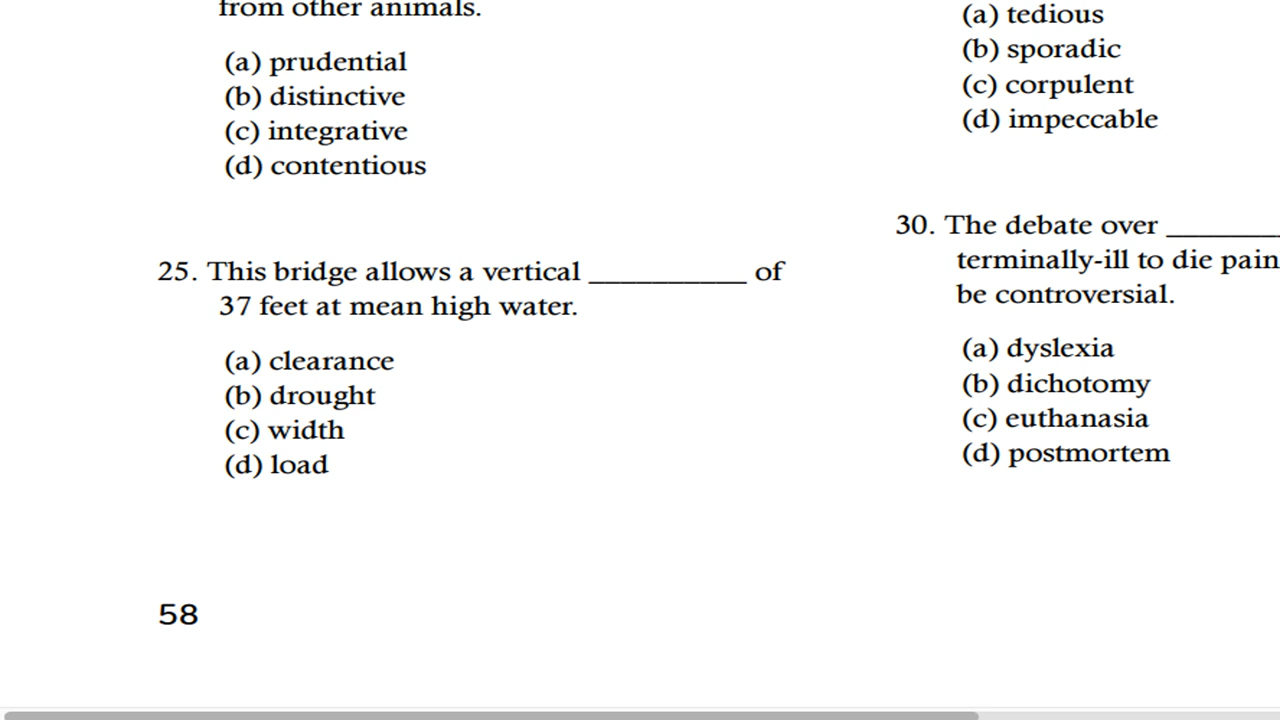 from other animals.
(a) prudential
(b) distinctive
(c) integrative
(d) contentious
25. This bridge allows a vertical __________ of
37 feet at mean high water.
(a) clearance
(b) drought
(c) width
(d) load
58
(a) tedious
(b) sporadic
(c) corpulent
(d) impeccable
30. The debate over _______
terminally-ill to die pain
be controversial.
(a) dyslexia
(b) dichotomy
(c) euthanasia
(d) postmortem